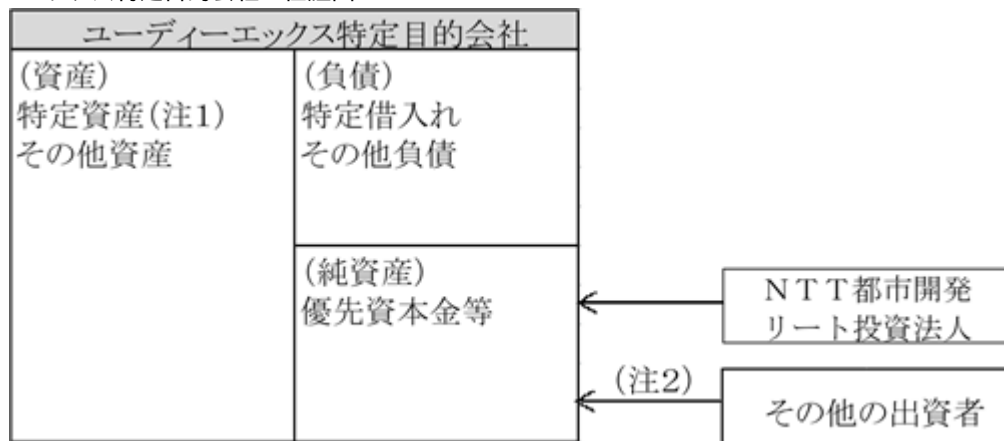 ユーディーエックス特定目的会社
(資産)
特定資産(注1)
その他資産
(負債)
特定借入れ
その他負債
(純資産)
優先資本金等
NTT都市開発
リート投資法人
(注2)
その他の出資者